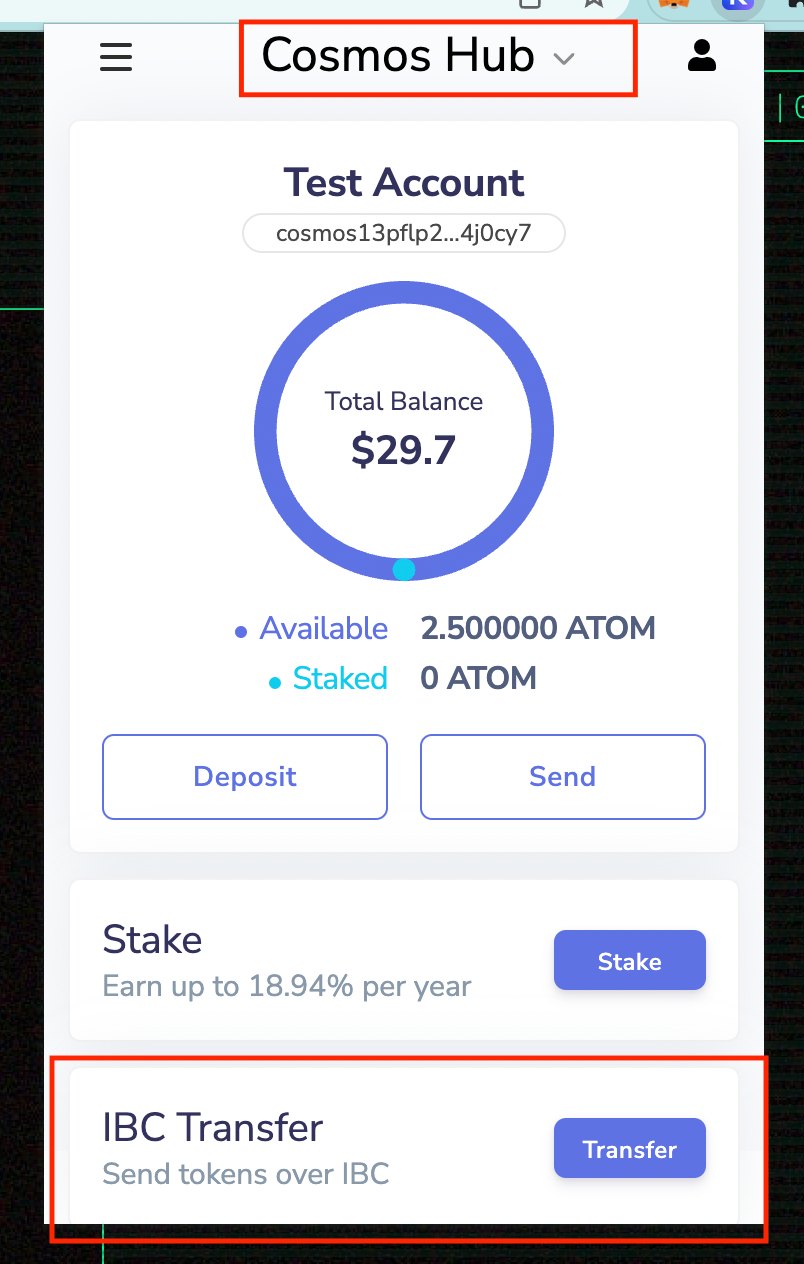 Cosmos Hub
Test Account
cosmos13pflp2...4j0cy7
Total Balance
$29.7
Available 2.500000 ATOM
Staked 0 ATOM
Deposit Send
Stake
Earn up to 18.94% per year
Stake
IBC Transfer
Send tokens over IBC
Transfer